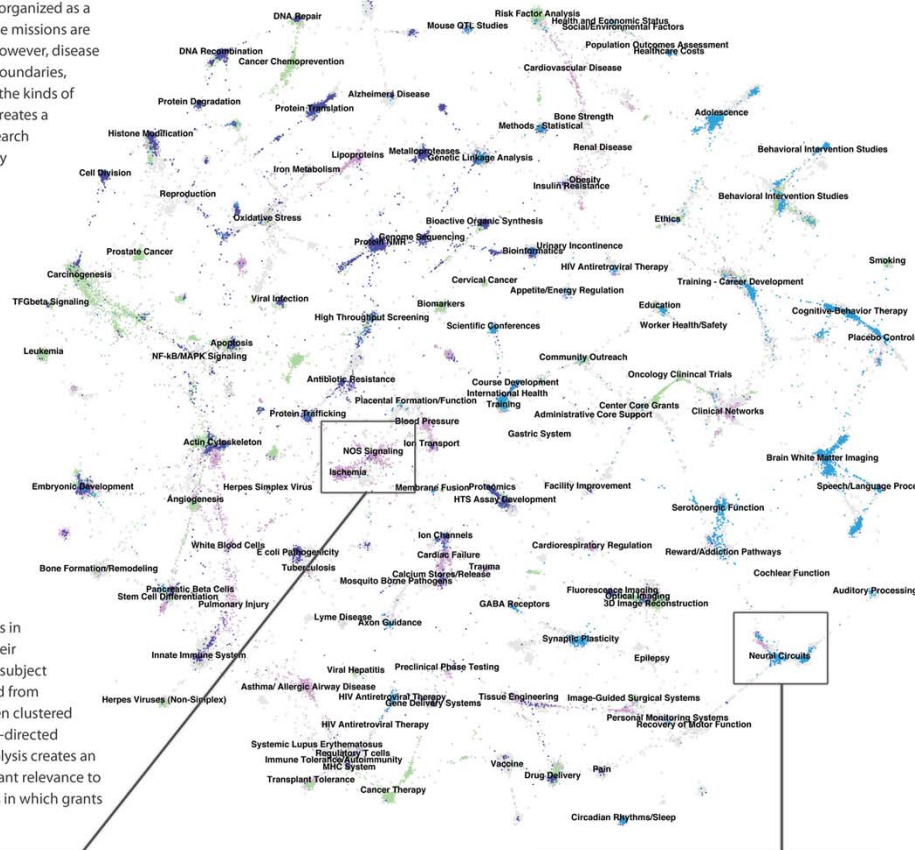 organized as a
e missions are
owever, disease
oundaries,
the kinds of
reates a
earch
y
s in
eir
subject
d from
en clustered
-directed
alysis creates an
ant relevance to
s in which grants
DNA Repair
Risk Factor Analysis
Health and Economic Status
Social/Environmental Factors
Mouse QTL Studies
Population Outcomes Assessment
Healthcare Costs
DNA Recombination
Cancer Chemoprevention
Cardiovascular Disease
Alzheimers Disease
Protein Degradation
Protein Translation
Adolescence
Bone Strength
Methods - Statistical
Histone Modification
Renal Disease
Behavioral Intervention Studies
Lipoproteins
Metalloproteases
Genetic Linkage Analysis
Iron Metabolism
Cell Division
Obesity
Insulin Resistance
Reproduction
Behavioral Intervention Studies
Oxidative Stress
Bioactive Organic Synthesis
Ethics
Genome Sequencing
Protein NMR
Urinary Incontinence
Bioinformatics
Prostate Cancer
Smoking
HIV Antiretroviral Therapy
Carcinogenesis
Cervical Cancer
Training - Career Development
Appetite/Energy Regulation
TFGbeta Signaling
Viral Infection
Biomarkers
Education
Cognitive-Behavior Therapy
High Throughput Screening
Scientific Conferences
Worker Health/Safety
Placebo Control
Apoptosis
Leukemia
NF-kB/MAPK Signaling
Community Outreach
Oncology Clinincal Trials
Antibiotic Resistance
Course Development
International Health
Training
Placental Formation/Function
Center Core Grants
Clinical Networks
Protein Trafficking
Administrative Core Support
Blood Pressure
Gastric System
Actin Cytoskeleton
Ion Transport
NOS Signaling
Brain White Matter Imaging
Ischemia
Embryonic Development
Herpes Simplex Virus
Membrane Fusion
Proteomics
Facility Improvement
Speech/Language Proce
Angiogenesis
HTS Assay Development
Serotonergic Function
Ion Channels
White Blood Cells
E coli Pathogenicity
Cardiac Failure
Cardiorespiratory Regulation
Reward/Addiction Pathways
Bone Formation/Remodeling
Tuberculosis
Trauma
Calcium Stores/Release
Mosquito Borne Pathogens
Cochlear Function
Pancreatic Beta Cells
Stem Cell Differentiation
Pulmonary Injury
Fluorescence Imaging
Optical Imaging
3D Image Reconstruction
Auditory Processing
GABA Receptors
Lyme Disease
Axon Guidance
Synaptic Plasticity
Innate Immune System
Epilepsy
Neural Circuits
Viral Hepatitis
Preclinical Phase Testing
Asthma/ Allergic Airway Disease
Herpes Viruses (Non-Simplex)
HIV Antiretroviral Therapy
Gene Delivery Systems
Tissue Engineering
Image-Guided Surgical Systems
HIV Antiretroviral Therapy
Personal Monitoring Systems
Recovery of Motor Function
Systemic Lupus Erythematosus
Regulatory T cells
Immune Tolerance/Autoimmunity
MHC System
Transplant Tolerance
Vaccine
Pain
Drug Delivery
Cancer Therapy
Circadian Rhythms/Sleep